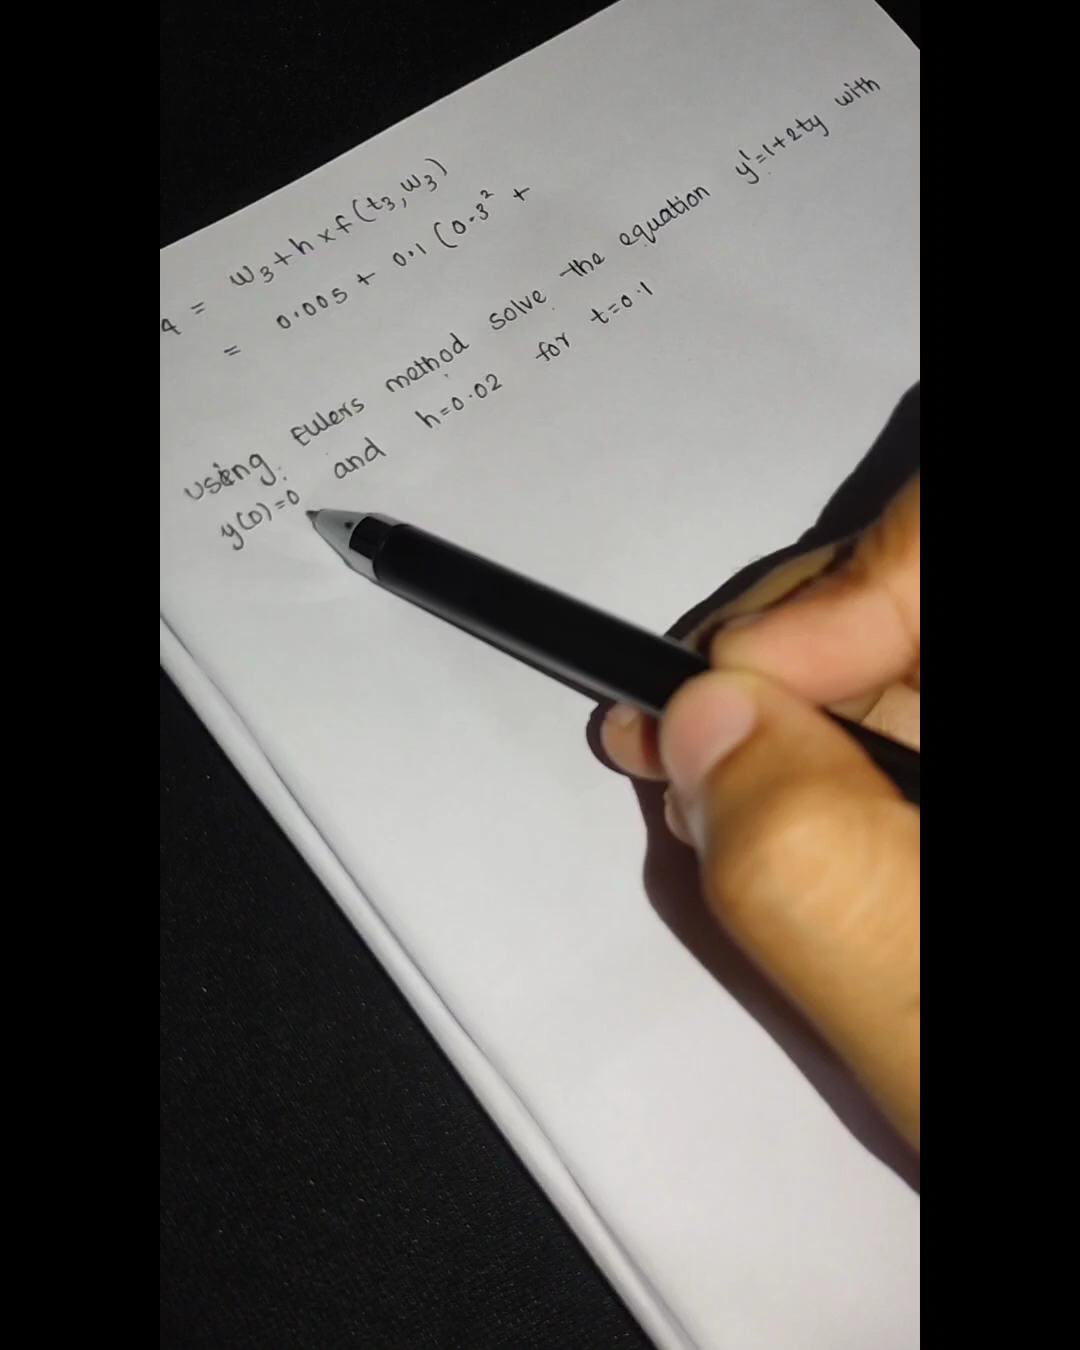 4 = w₃ + h × f(t₃, w₃)
= 0.005 + 0.1 (0.3² +
Using Eulers method solve the equation y'=1+2ty with
y(0)=0 and h=0.02 for t=0.1